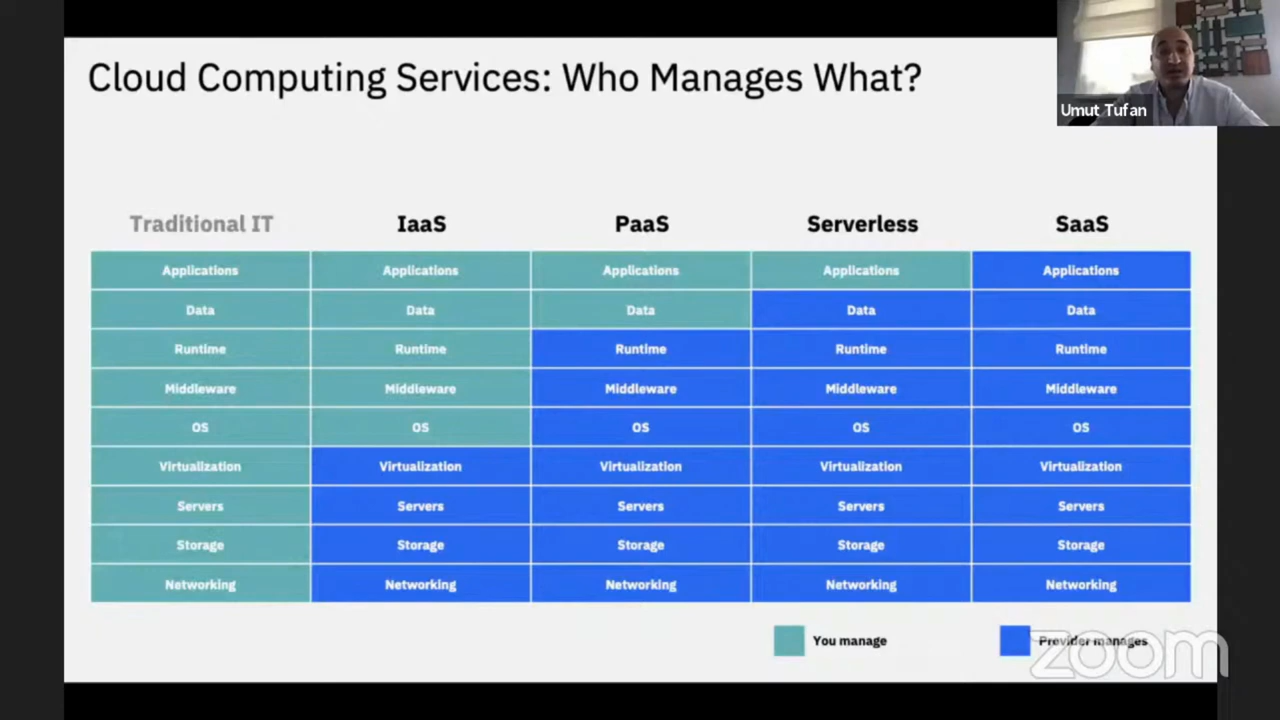 Cloud Computing Services: Who Manages What?
Umut Tufan
Traditional IT IaaS PaaS Serverless SaaS
Applications Applications Applications Applications Applications
Data Data Data Data Data
Runtime Runtime Runtime Runtime Runtime
Middleware Middleware Middleware Middleware Middleware
OS OS OS OS OS
Virtualization Virtualization Virtualization Virtualization Virtualization
Servers Servers Servers Servers Servers
Storage Storage Storage Storage Storage
Networking Networking Networking Networking Networking
You manage Provider manages
zoom